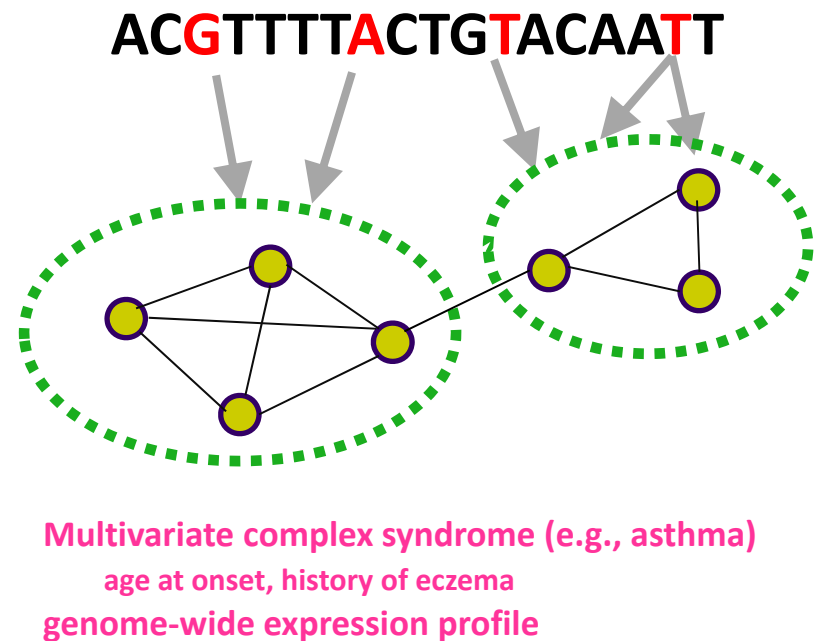 ACGTTTTACTGTACAATT
Multivariate complex syndrome (e.g., asthma)
age at onset, history of eczema
genome-wide expression profile